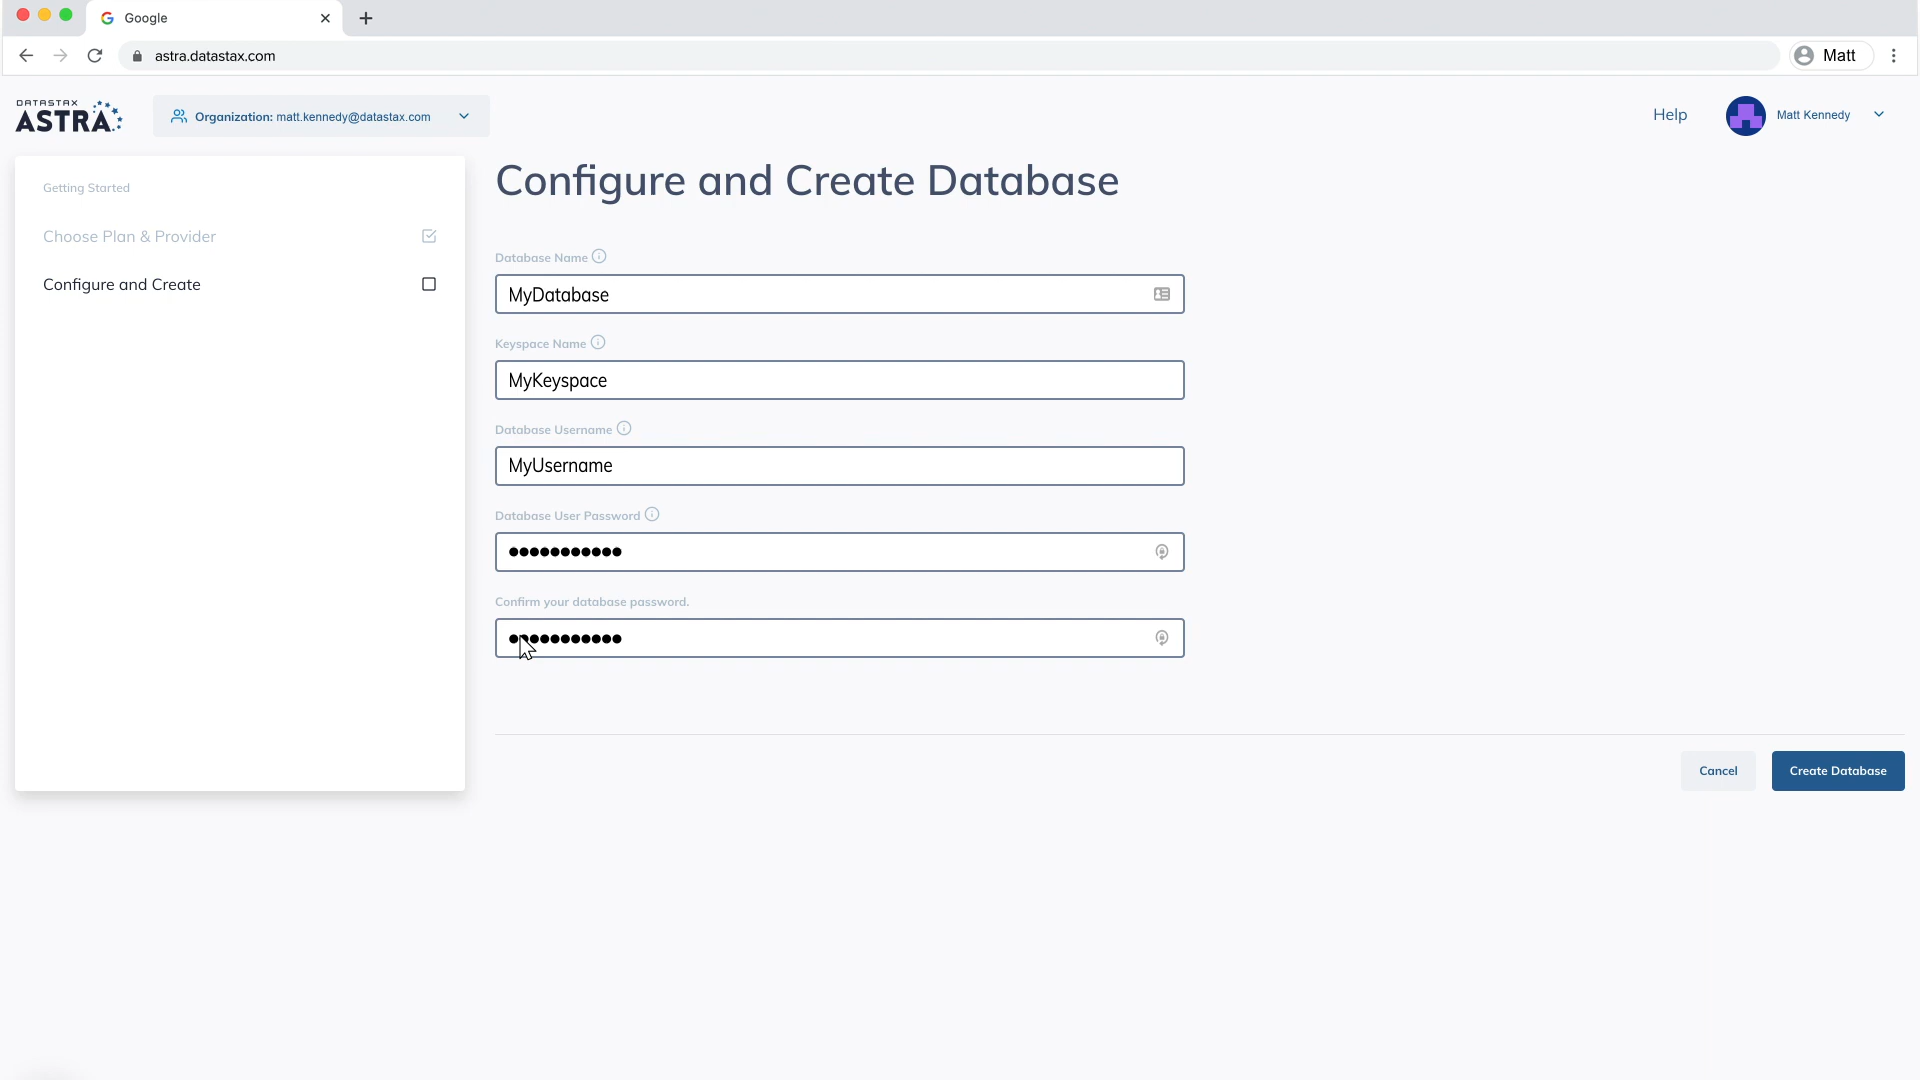 Google
astra.datastax.com
Matt
DATASTAX
ASTRA
Organization: matt.kennedy@datastax.com
Help
Matt Kennedy
Getting Started
Choose Plan & Provider
Configure and Create
Configure and Create Database
Database Name
MyDatabase
Keyspace Name
MyKeyspace
Database Username
MyUsername
Database User Password
●●●●●●●●●●●
Confirm your database password.
●●●●●●●●●●●
Cancel
Create Database